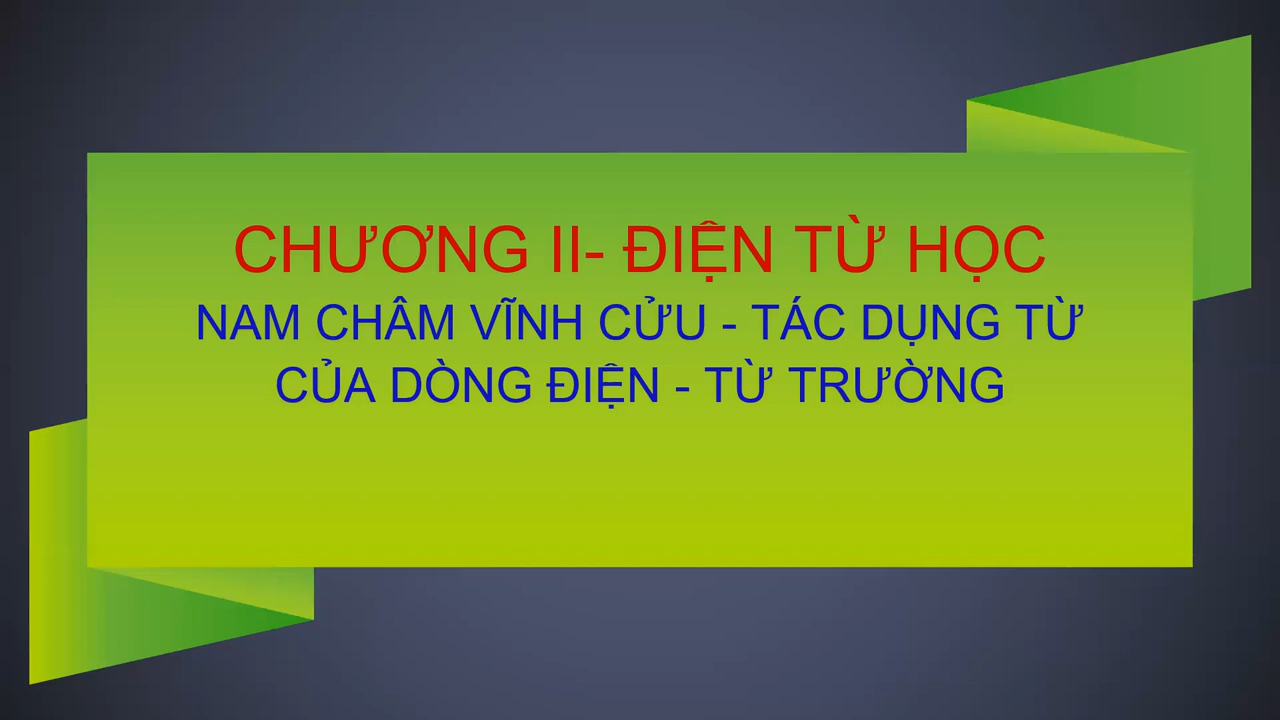 CHƯƠNG II- ĐIỆN TỪ HỌC
NAM CHÂM VĨNH CỬU - TÁC DỤNG TỪ
CỦA DÒNG ĐIỆN - TỪ TRƯỜNG